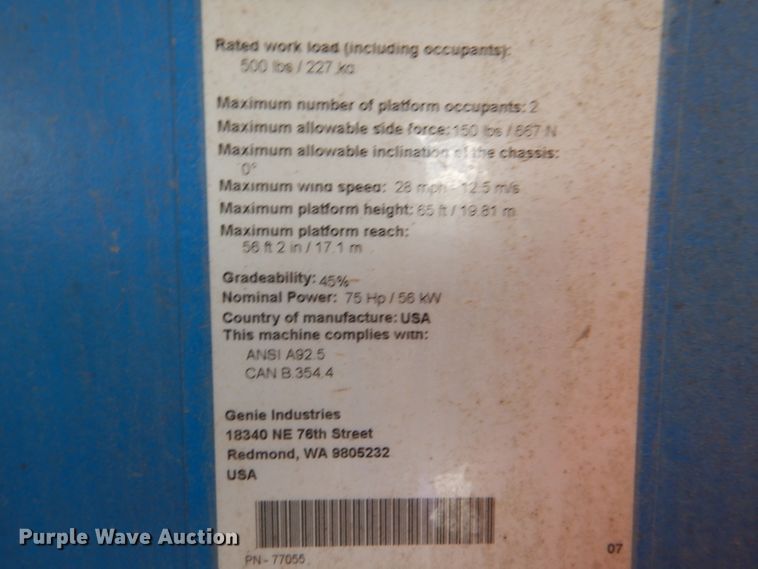 Rated work load (including occupants):
500 lbs / 227 kg
Maximum number of platform occupants: 2
Maximum allowable side force: 150 lbs / 667 N
Maximum allowable inclination of the chassis:
0°
Maximum wind speed: 28 mph - 12.5 m/s
Maximum platform height: 65 ft / 19.81 m
Maximum platform reach:
56 ft 2 in / 17.1 m
Gradeability: 45%
Nominal Power: 75 Hp / 56 kW
Country of manufacture: USA
This machine complies with:
ANSI A92.5
CAN B.354.4
Genie Industries
18340 NE 76th Street
Redmond, WA 9805232
USA
PN - 77055
07
Purple Wave Auction